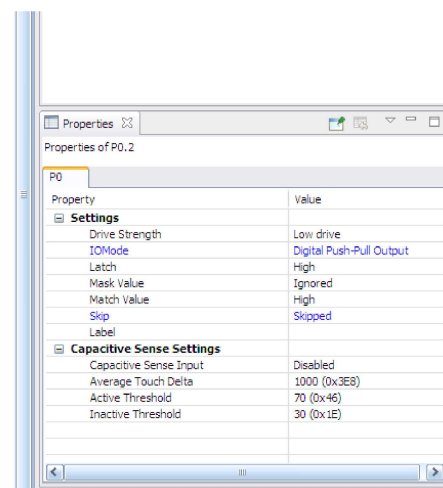 Properties
Properties of P0.2
P0
Property Value
Settings
Drive Strength Low drive
IOMode Digital Push-Pull Output
Latch High
Mask Value Ignored
Match Value High
Skip Skipped
Label
Capacitive Sense Settings
Capacitive Sense Input Disabled
Average Touch Delta 1000 (0x3E8)
Active Threshold 70 (0x46)
Inactive Threshold 30 (0x1E)